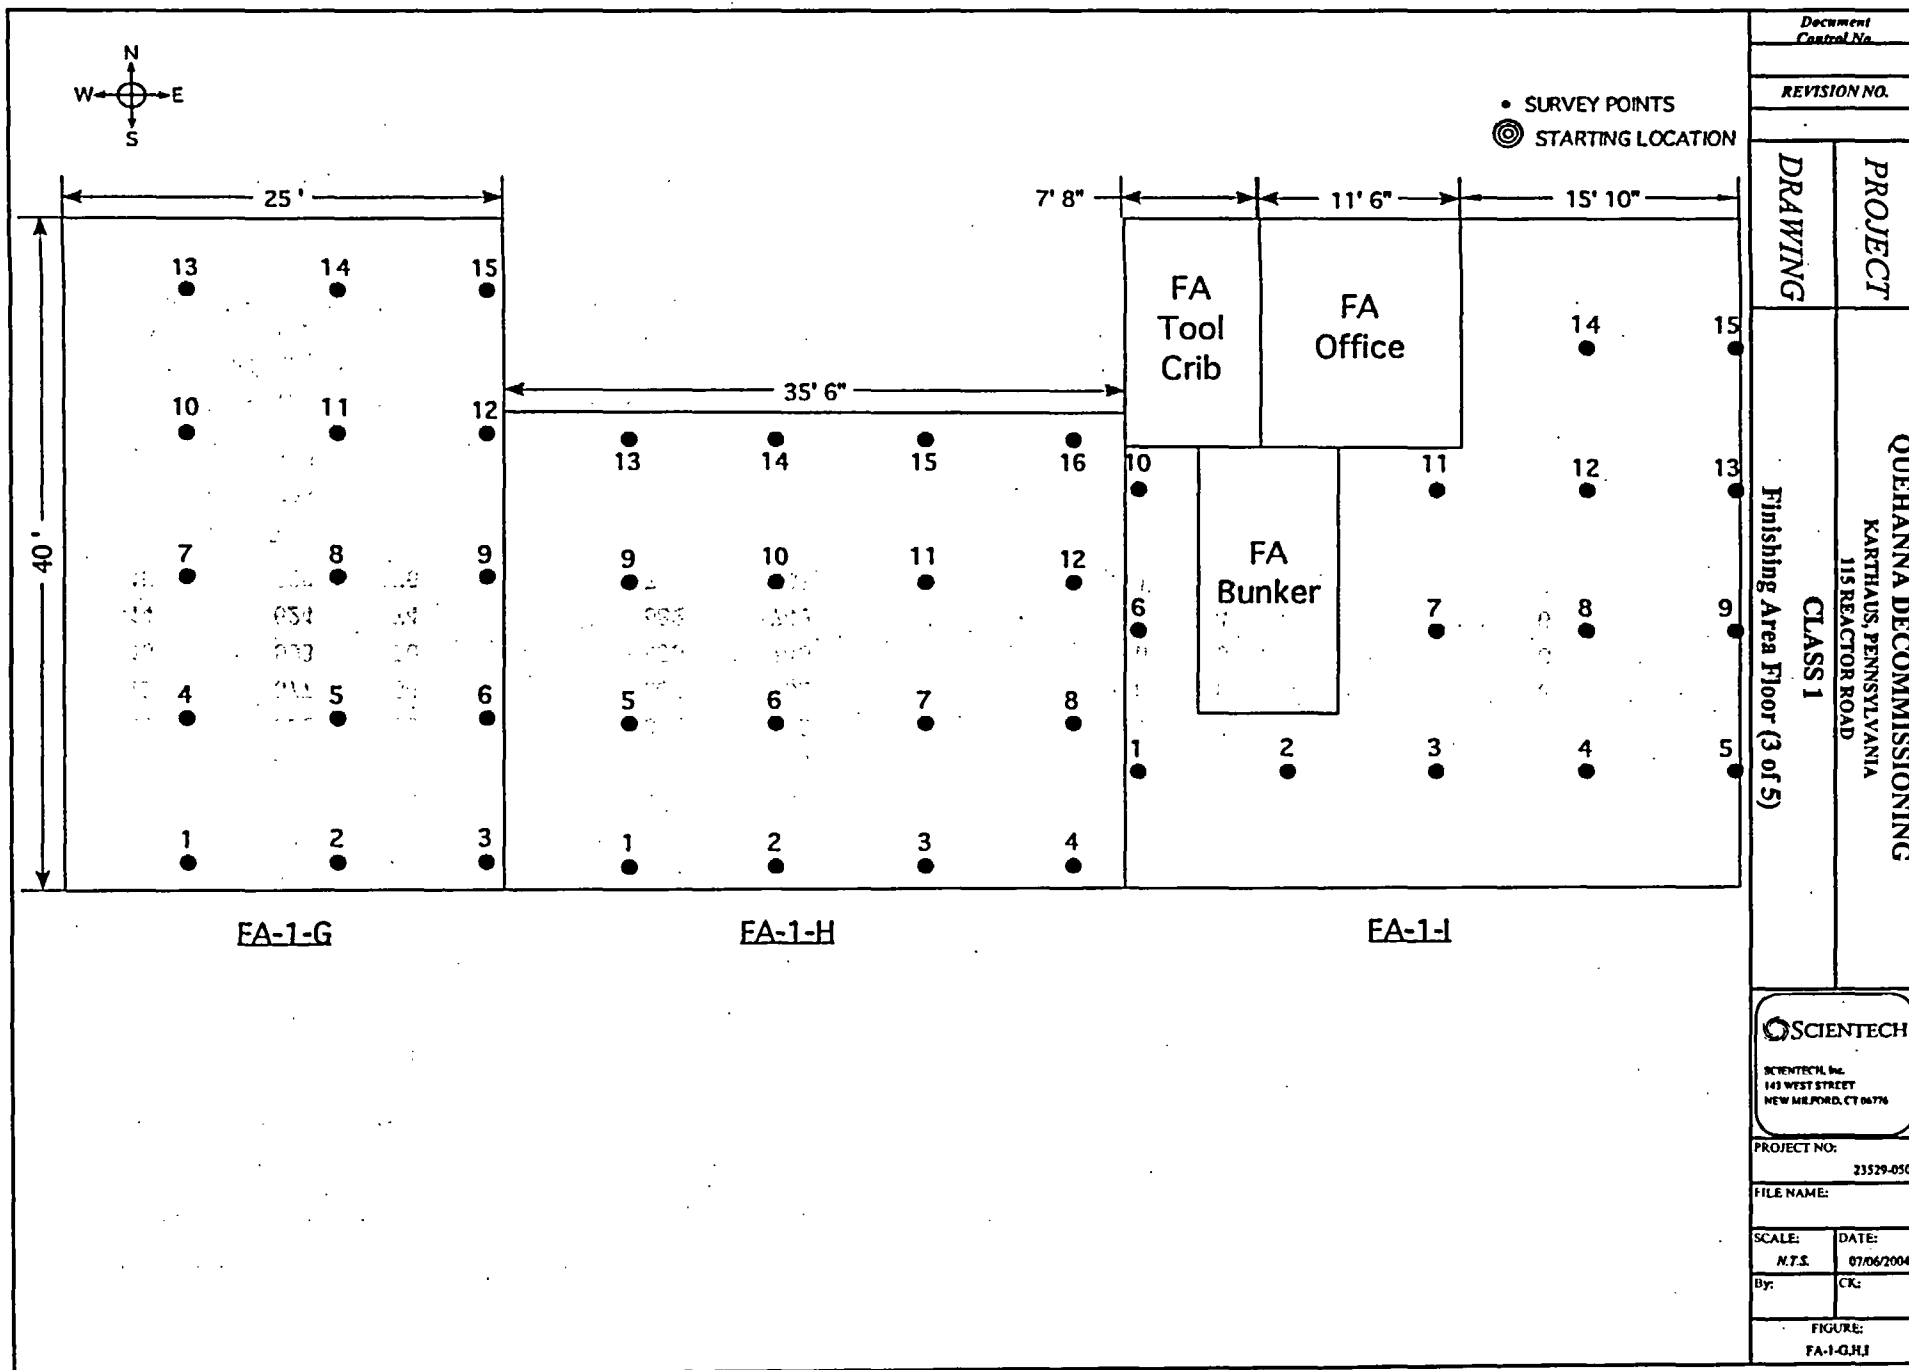 N
W E
S
• SURVEY POINTS
STARTING LOCATION
25 '
7' 8"
11' 6"
15' 10"
40 '
35' 6"
13 14 15
10 11 12
7 8 9
4 5 6
1 2 3
FA-1-G
13 14 15 16
9 10 11 12
5 6 7 8
1 2 3 4
FA-1-H
FA
Tool
Crib
FA
Office
FA
Bunker
14 15
10 11 12 13
6 7 8 9
1 2 3 4 5
FA-1-I
Document
Control No
REVISION NO.
PROJECT
DRAWING
QUEHANNA DECOMMISSIONING
KARTHAUS, PENNSYLVANIA
115 REACTOR ROAD
CLASS 1
Finishing Area Floor (3 of 5)
SCIENTECH
SCIENTECH, Inc.
143 WEST STREET
NEW MILFORD, CT 06776
PROJECT NO:
23529-050
FILE NAME:
SCALE:
N.T.S.
DATE:
07/06/2004
By:
CK:
FIGURE:
FA-1-G,H,I